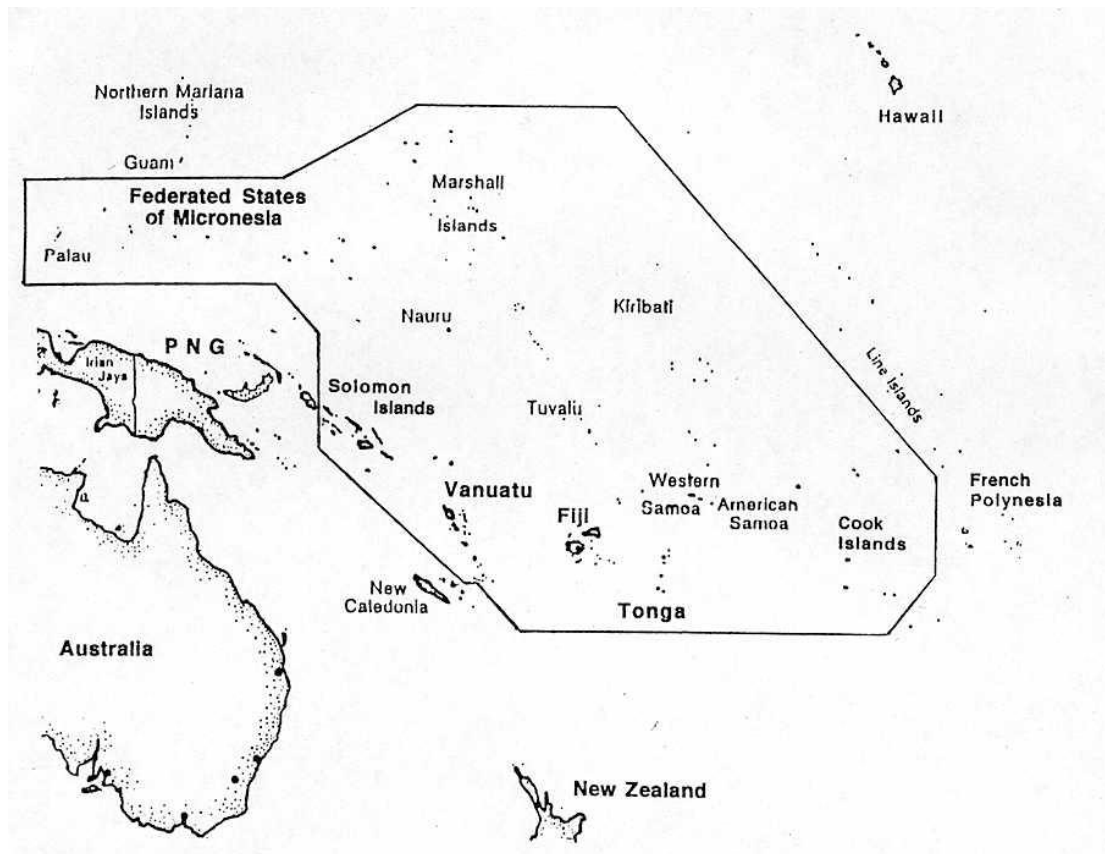 Northern Mariana
Islands
Hawaii
Guam
Marshall
Islands
Federated States
of Micronesia
Palau
Kiribati
Nauru
PNG
Irian
Jaya
Line Islands
Solomon
Islands
Tuvalu
Western
Samoa
French
Polynesia
Vanuatu
Fiji
American
Samoa
Cook
Islands
New
Caledonia
Tonga
Australia
New Zealand